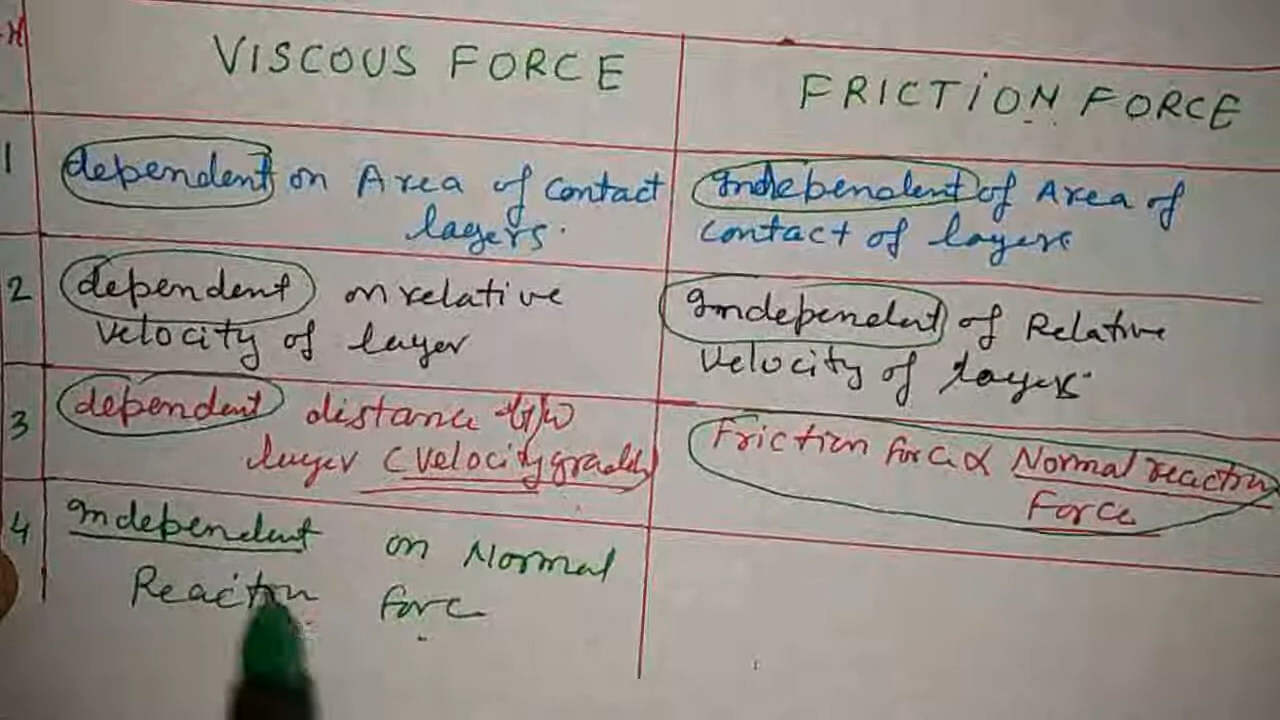 VISCOUS FORCE
FRICTION FORCE
1
dependent on Area of contact
layers.
Independent of Area of
contact of layers
2
dependent on relative
velocity of layer
Independent of Relative
velocity of layers.
3
dependent distance b/w
layer (velocity
Friction force α Normal reaction
Force
4
Independent on Normal
Reaction forc